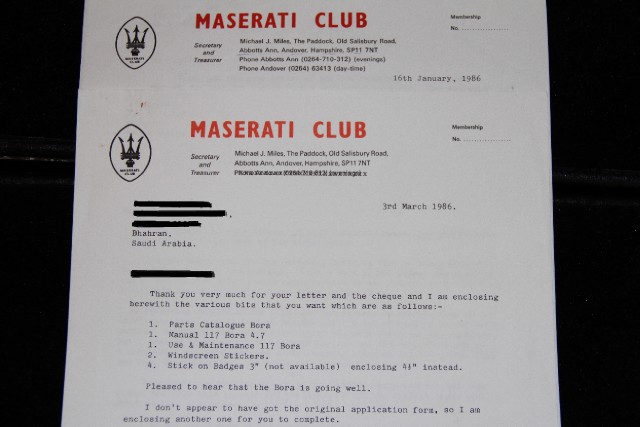 MASERATI CLUB
Membership
No.
Secretary
and
Treasurer
Michael J. Miles, The Paddock, Old Salisbury Road,
Abbotts Ann, Andover, Hampshire, SP11 7NT
Phone Abbotts Ann (0264-710-312) (evenings)
Phone Andover (0264) 63413 (day-time)
MASERATI
CLUB
16th January, 1986
MASERATI CLUB
Membership
No.
Secretary
and
Treasurer
Michael J. Miles, The Paddock, Old Salisbury Road,
Abbotts Ann, Andover, Hampshire, SP11 7NT
MASERATI
CLUB
3rd March 1986.
Bhahran,
Saudi Arabia.
Thank you very much for your letter and the cheque and I am enclosing
herewith the various bits that you want which are as follows:-
1. Parts Catalogue Bora
1. Manual 117 Bora 4.7
1. Use & Maintenance 117 Bora
2. Windscreen Stickers.
4. Stick on Badges 3" (not available) enclosing 4½" instead.
Pleased to hear that the Bora is going well.
I don't appear to have got the original application form, so I am
enclosing another one for you to complete.